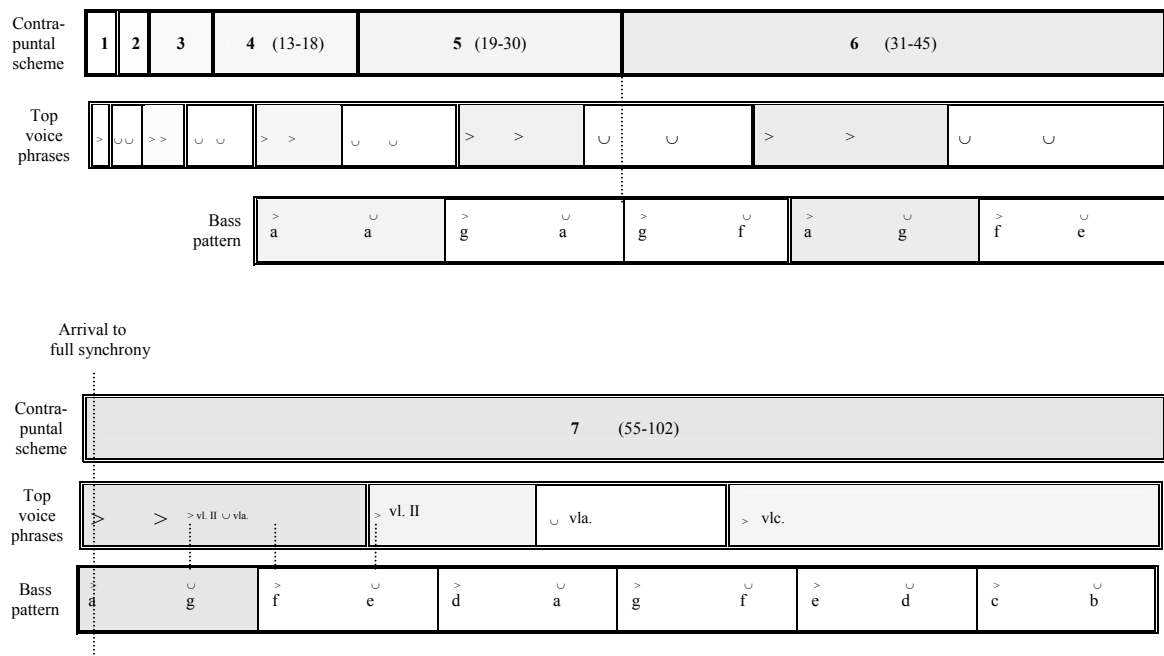 Contra-
puntal
scheme
1 2 3 4 (13-18) 5 (19-30) 6 (31-45)
Top
voice
phrases
> ∪∪ > > ∪ ∪ > > ∪ ∪ > > ∪ ∪ > > ∪ ∪
Bass
pattern
> ∪ > ∪ > ∪ > ∪ > ∪
a a g a g f a g f e
Arrival to
full synchrony
Contra-
puntal
scheme
7 (55-102)
Top
voice
phrases
> > > vl. II ∪ vla. > vl. II ∪ vla. > vlc.
Bass
pattern
> ∪ > ∪ > ∪ > ∪ > ∪ > ∪
a g f e d a g f e d c b